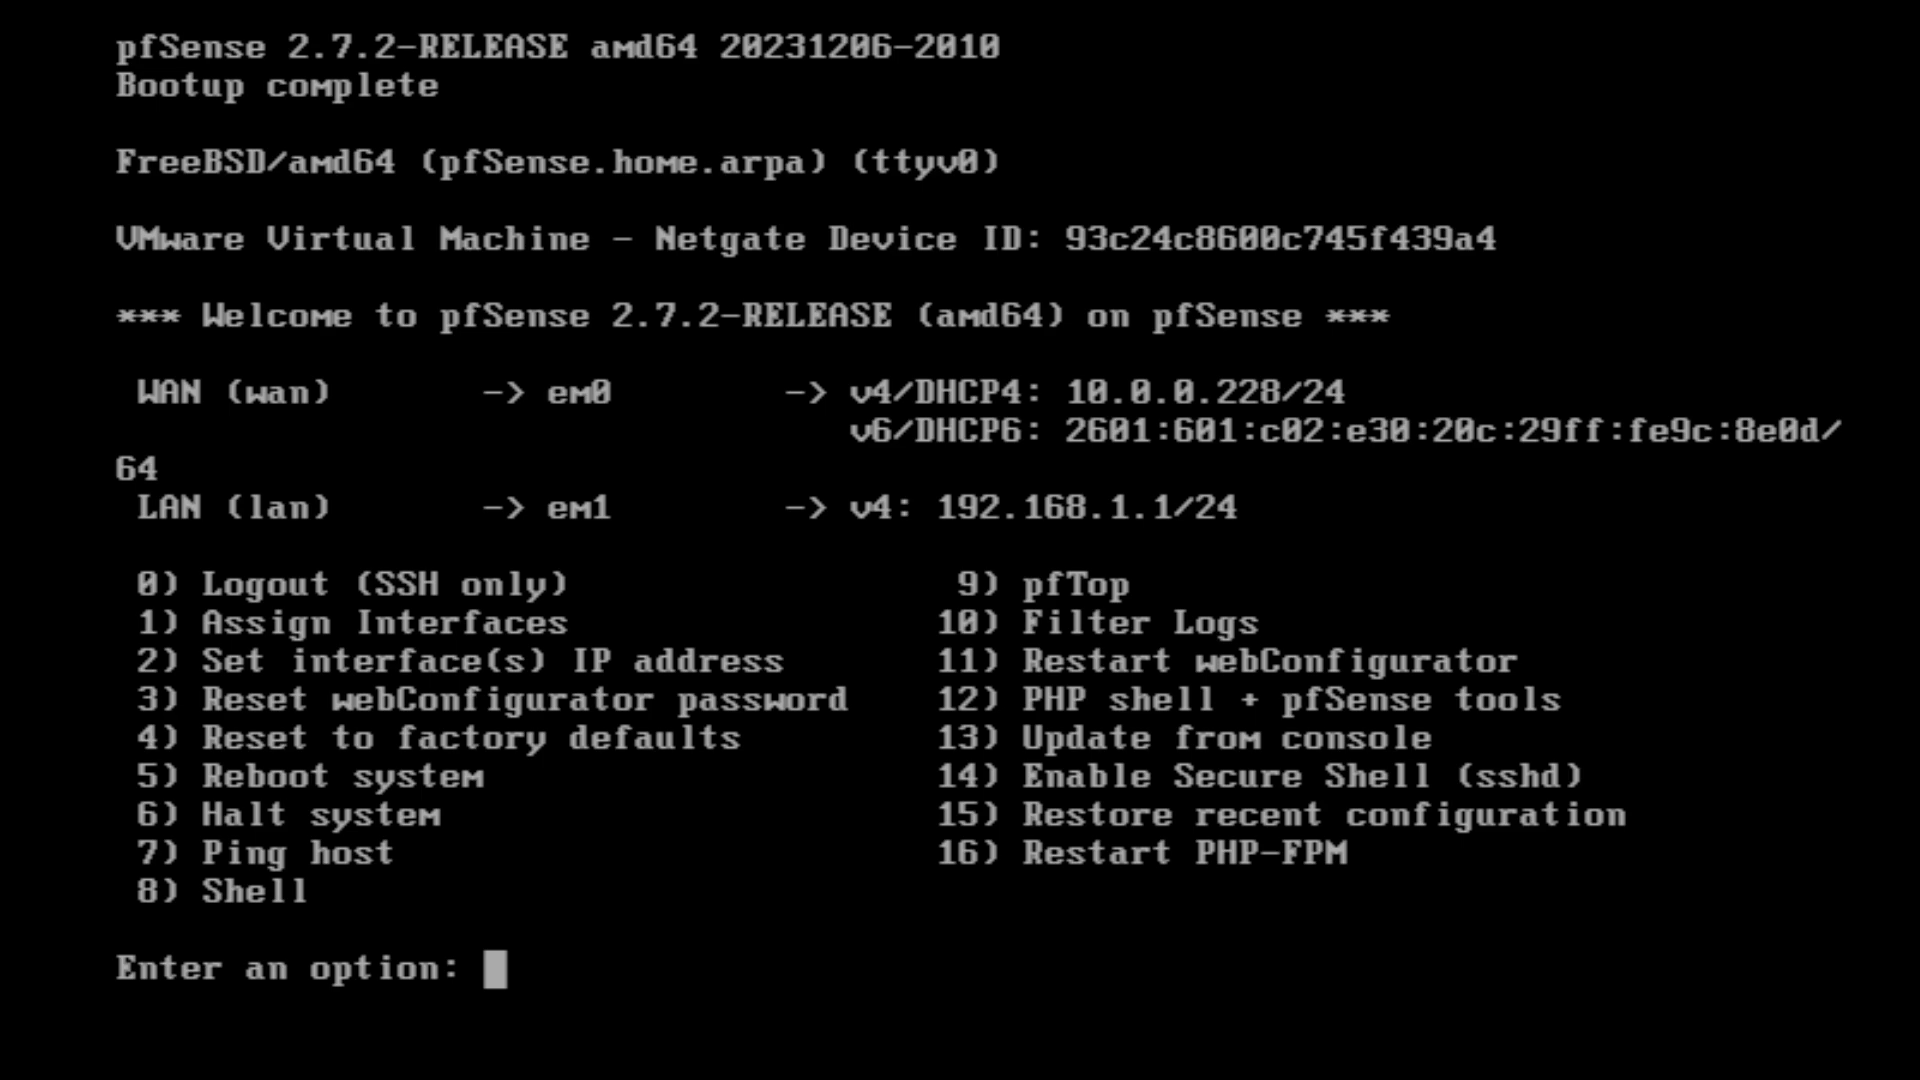 pfSense 2.7.2-RELEASE amd64 20231206-2010
Bootup complete

FreeBSD/amd64 (pfSense.home.arpa) (ttyv0)

VMware Virtual Machine - Netgate Device ID: 93c24c8600c745f439a4

*** Welcome to pfSense 2.7.2-RELEASE (amd64) on pfSense ***

 WAN (wan)       -> em0        -> v4/DHCP4: 10.0.0.228/24
                                  v6/DHCP6: 2601:601:c02:e30:20c:29ff:fe9c:8e0d/
64
 LAN (lan)       -> em1        -> v4: 192.168.1.1/24

 0) Logout (SSH only)                  9) pfTop
 1) Assign Interfaces                 10) Filter Logs
 2) Set interface(s) IP address       11) Restart webConfigurator
 3) Reset webConfigurator password    12) PHP shell + pfSense tools
 4) Reset to factory defaults         13) Update from console
 5) Reboot system                     14) Enable Secure Shell (sshd)
 6) Halt system                       15) Restore recent configuration
 7) Ping host                         16) Restart PHP-FPM
 8) Shell

Enter an option: